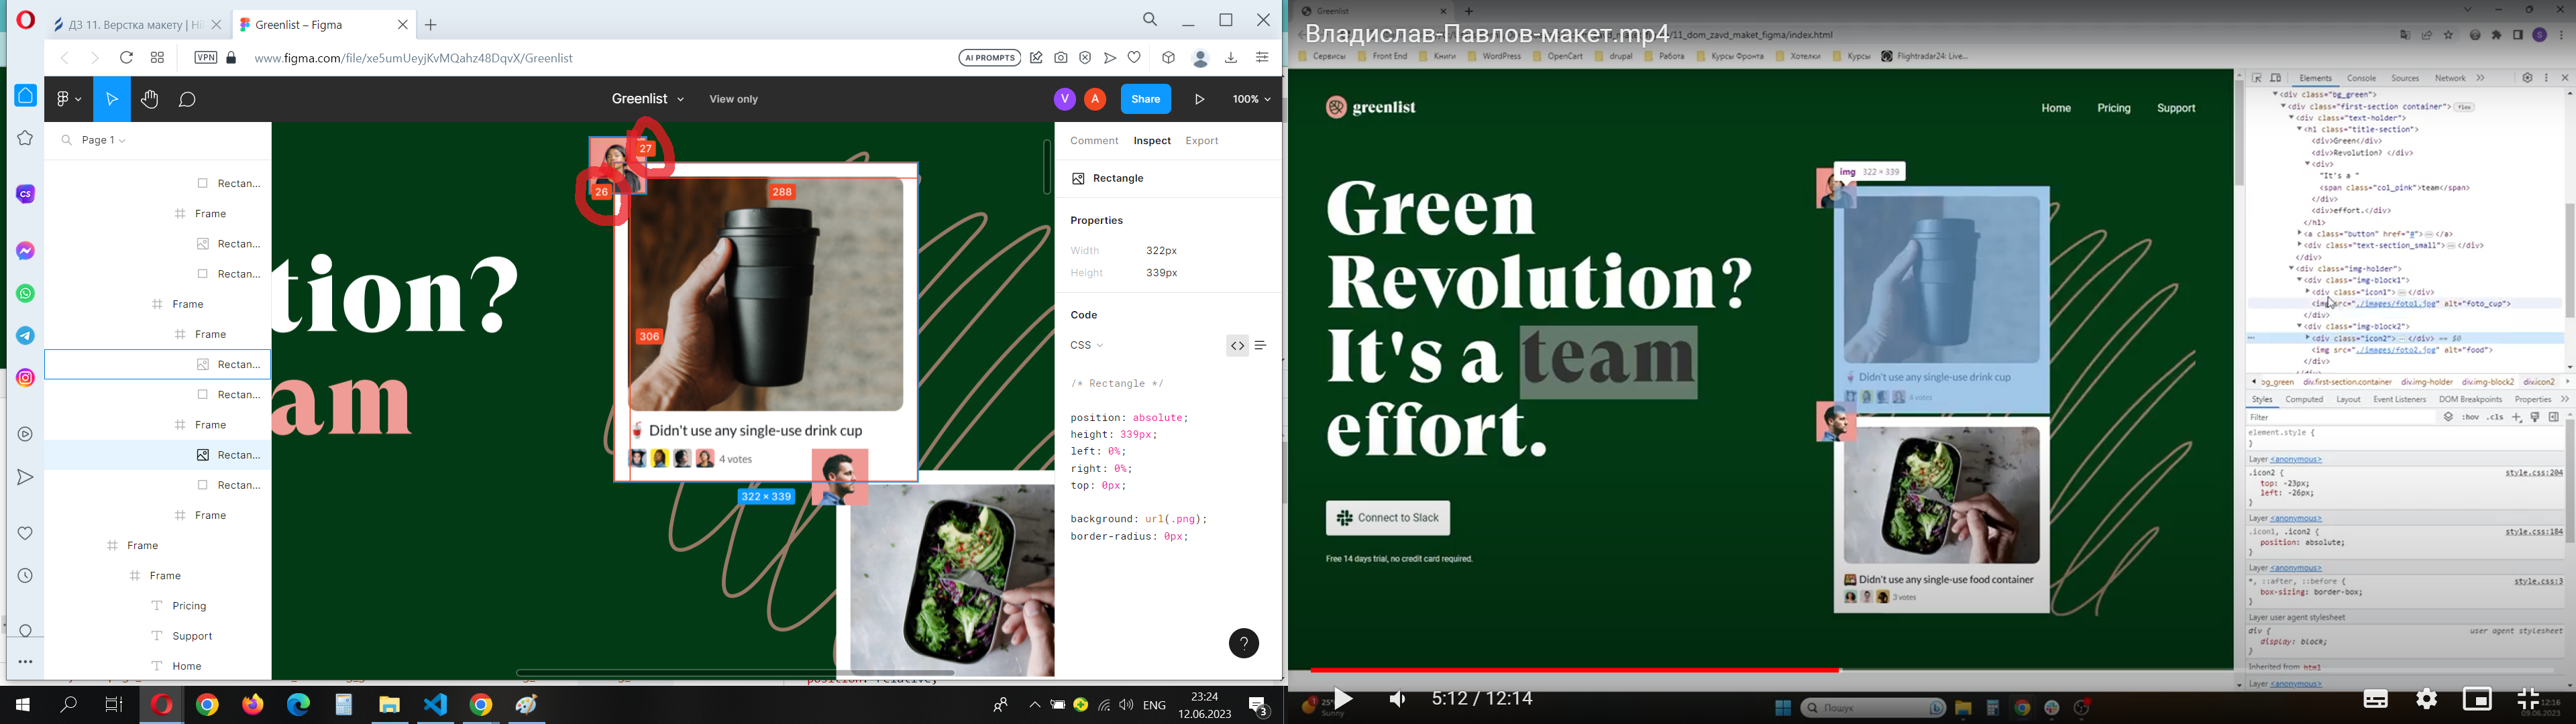 ДЗ 11. Верстка макету | Hi
Greenlist – Figma
VPN
www.figma.com/file/xe5umUeyjKvMQahz48DqvX/Greenlist
AI PROMPTS
Greenlist
View only
V
A
Share
100%
Page 1
Rectan...
Frame
Rectan...
Rectan...
Frame
Frame
Rectan...
Rectan...
Frame
Rectan...
Rectan...
Frame
Frame
Frame
Pricing
Support
Home
tion?
am
27
26
288
306
Didn't use any single-use drink cup
4 votes
322 × 339
Comment
Inspect
Export
Rectangle
Properties
Width
322px
Height
339px
Code
CSS
/* Rectangle */
position: absolute;
height: 339px;
left: 0%;
right: 0%;
top: 0px;
background: url(.png);
border-radius: 0px;
?
position: relative;
ENG
23:24
12.06.2023
3
Greenlist
Владислав-Павлов-макет.mp4
/11_dom_zavd_maket_figma/index.html
Сервисы
Front End
Книги
WordPress
OpenCart
drupal
Работа
Курсы Фронта
Хотелки
Курсы
Flightradar24: Live...
greenlist
Home
Pricing
Support
Green
Revolution?
It's a team
effort.
Connect to Slack
Free 14 days trial, no credit card required.
img 322 × 339
Didn't use any single-use drink cup
4 votes
Didn't use any single-use food container
3 votes
Elements
Console
Sources
Network
<div class="bg_green">
<div class="first-section container"> flex
<div class="text-holder">
<h1 class="title-section">
<div>Green</div>
<div>Revolution? </div>
<div>
"It's a "
<span class="col_pink">team</span>
</div>
<div>effort.</div>
</h1>
<a class="button" href="#">…</a>
<div class="text-section_small">…</div>
</div>
<div class="img-holder">
<div class="img-block1">
<div class="icon1">…</div>
<img src="./images/foto1.jpg" alt="foto_cup">
</div>
<div class="img-block2">
<div class="icon2">…</div> == $0
<img src="./images/foto2.jpg" alt="food">
</div>
bg_green
div.first-section.container
div.img-holder
div.img-block2
div.icon2
Styles
Computed
Layout
Event Listeners
DOM Breakpoints
Properties
Filter
:hov .cls
element.style {
}
Layer <anonymous>
.icon2 {
style.css:204
top: -23px;
left: -26px;
}
Layer <anonymous>
.icon1, .icon2 {
style.css:184
position: absolute;
}
Layer <anonymous>
*, ::after, ::before {
style.css:3
box-sizing: border-box;
}
Layer user agent stylesheet
div {
user agent stylesheet
display: block;
}
Inherited from html
Layer <anonymous>
5:12 / 12:14
Sunny
Пошук
12:16
09.06.2023